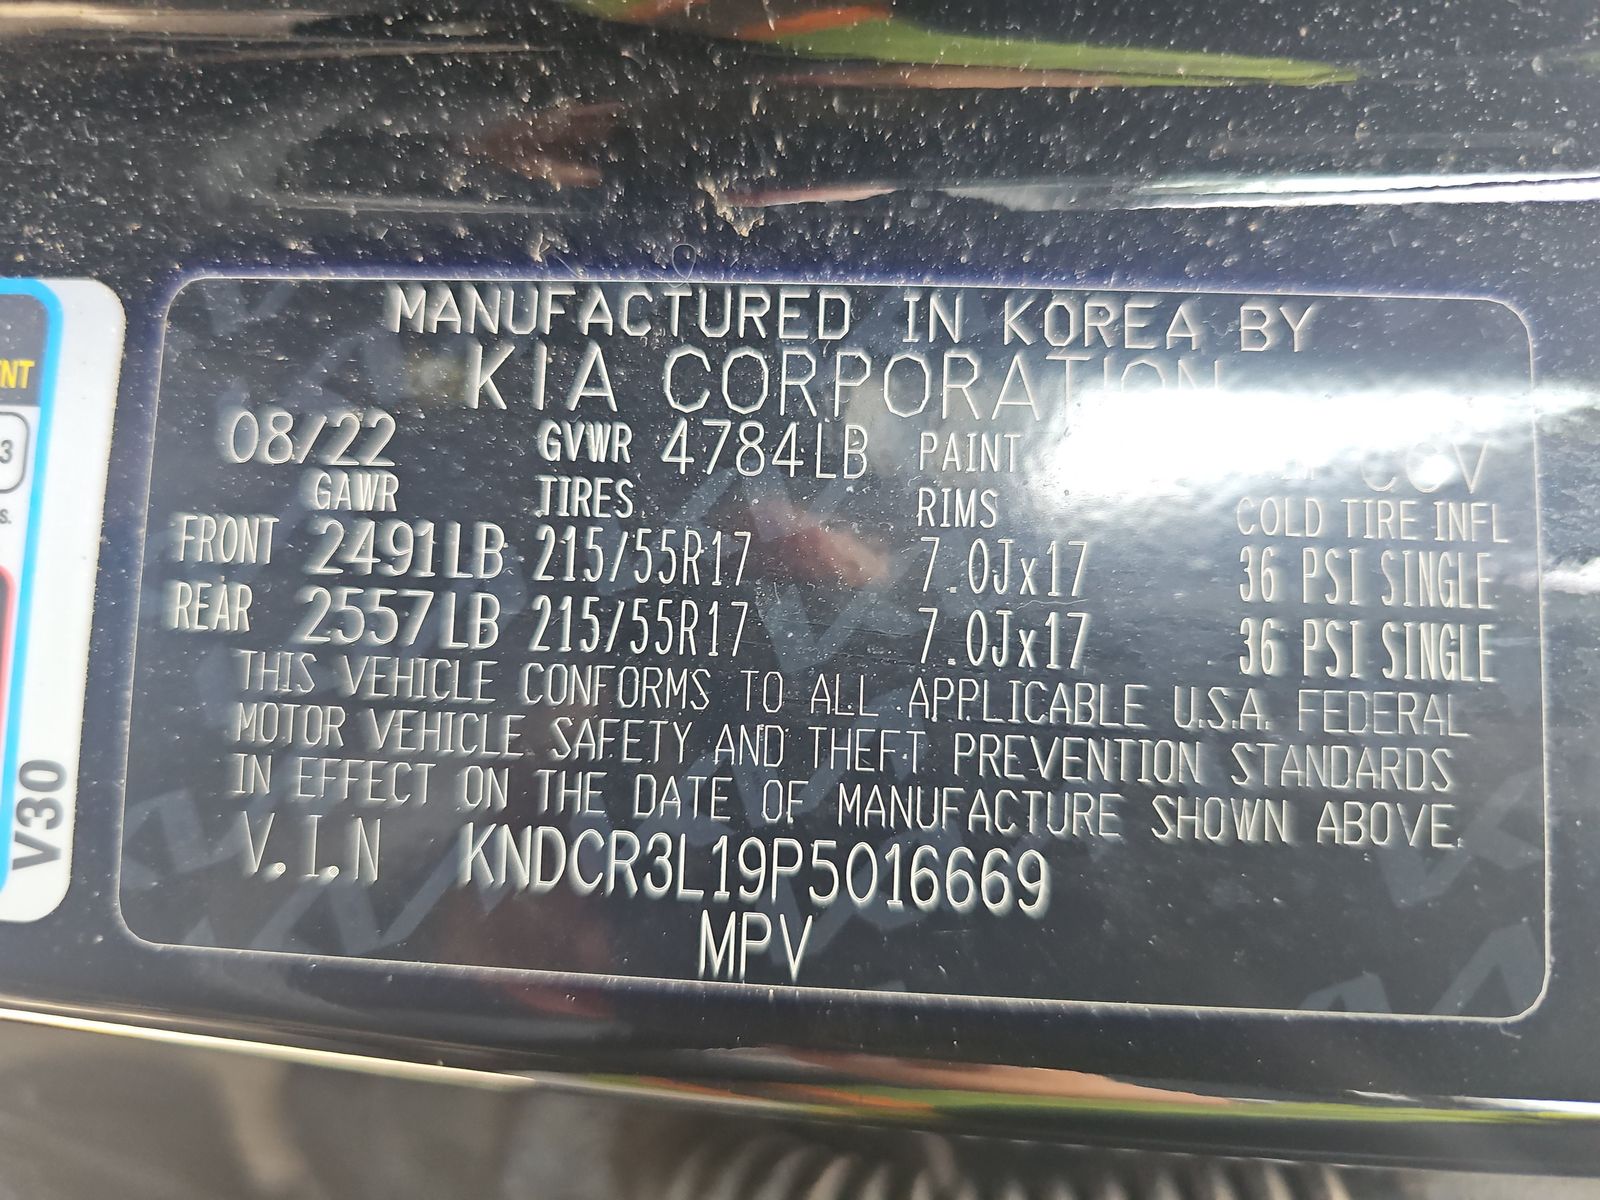 MANUFACTURED IN KOREA BY
KIA CORPORATION
08/22 GVWR 4784LB PAINT
GAWR TIRES RIMS COLD TIRE INFL
FRONT 2491LB 215/55R17 7.0Jx17 36 PSI SINGLE
REAR 2557LB 215/55R17 7.0Jx17 36 PSI SINGLE
THIS VEHICLE CONFORMS TO ALL APPLICABLE U.S.A. FEDERAL
MOTOR VEHICLE SAFETY AND THEFT PREVENTION STANDARDS
IN EFFECT ON THE DATE OF MANUFACTURE SHOWN ABOVE.
V.I.N KNDCR3L19P5016669
MPV
3
V30